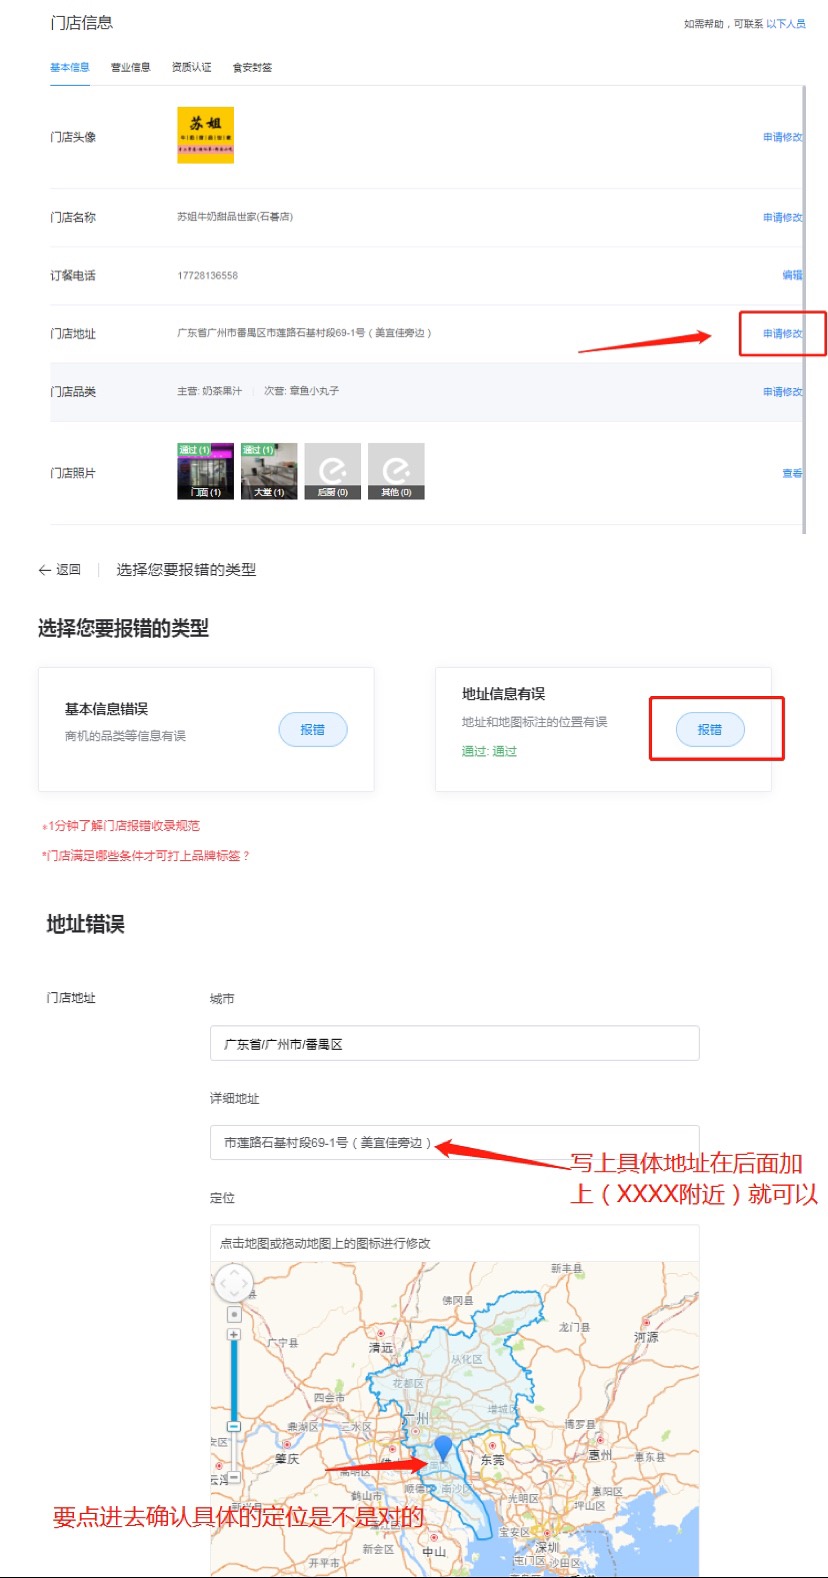 门店信息
如需帮助，可联系 以下人员
基本信息 营业信息 资质认证 食安封签
门店头像
苏姐
申请修改
门店名称 苏姐牛奶甜品世家(石碁店) 申请修改
订餐电话 17728136558 编辑
门店地址 广东省广州市番禺区市莲路石基村段69-1号（美宜佳旁边） 申请修改
门店品类 主营: 奶茶果汁 次营: 章鱼小丸子 申请修改
通过 (1) 通过 (1)
门店照片 查看
门面 (1) 大堂 (1) 后厨 (0) 其他 (0)
返回 选择您要报错的类型
选择您要报错的类型
基本信息错误
商机的品类等信息有误
报错
地址信息有误
地址和地图标注的位置有误
通过: 通过
报错
*1分钟了解门店报错收录规范
*门店满足哪些条件才可打上品牌标签？
地址错误
门店地址 城市
广东省/广州市/番禺区
详细地址
市莲路石基村段69-1号（美宜佳旁边）
写上具体地址在后面加
上（XXXX附近）就可以
定位
点击地图或拖动地图上的图标进行修改
新丰县
佛冈县
龙门县
河源
广宁县
清远
从化区
花都区
四会市
增城区
广州
鼎湖区
三水区
博罗县
肇庆
东莞
惠州
惠东县
顺德区
南沙区
鹤山市
光明区
惠阳区
坪山区
要点进去确认具体的定位是不是对的
宝安区
新会区
中山
深圳
屯门区
沙田区
开平市